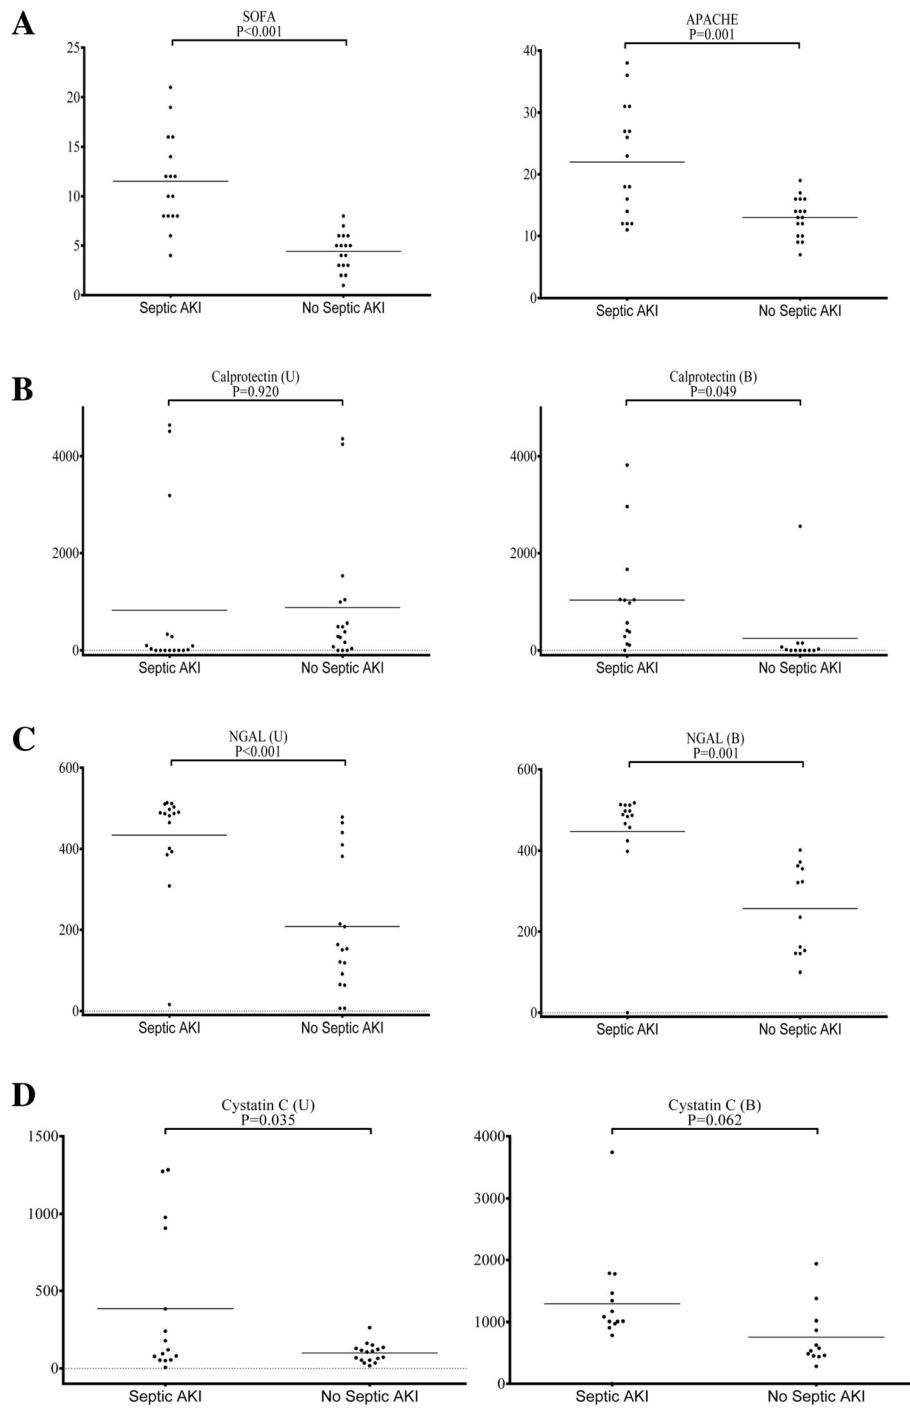 A
SOFA
P<0.001
25
20
15
10
5
0
Septic AKI
No Septic AKI
APACHE
P=0.001
40
30
20
10
0
Septic AKI
No Septic AKI
B
Calprotectin (U)
P=0.920
4000
2000
0
Septic AKI
No Septic AKI
Calprotectin (B)
P=0.049
4000
2000
0
Septic AKI
No Septic AKI
C
NGAL (U)
P<0.001
600
400
200
0
Septic AKI
No Septic AKI
NGAL (B)
P=0.001
600
400
200
0
Septic AKI
No Septic AKI
D
Cystatin C (U)
P=0.035
1500
1000
500
0
Septic AKI
No Septic AKI
Cystatin C (B)
P=0.062
4000
3000
2000
1000
0
Septic AKI
No Septic AKI